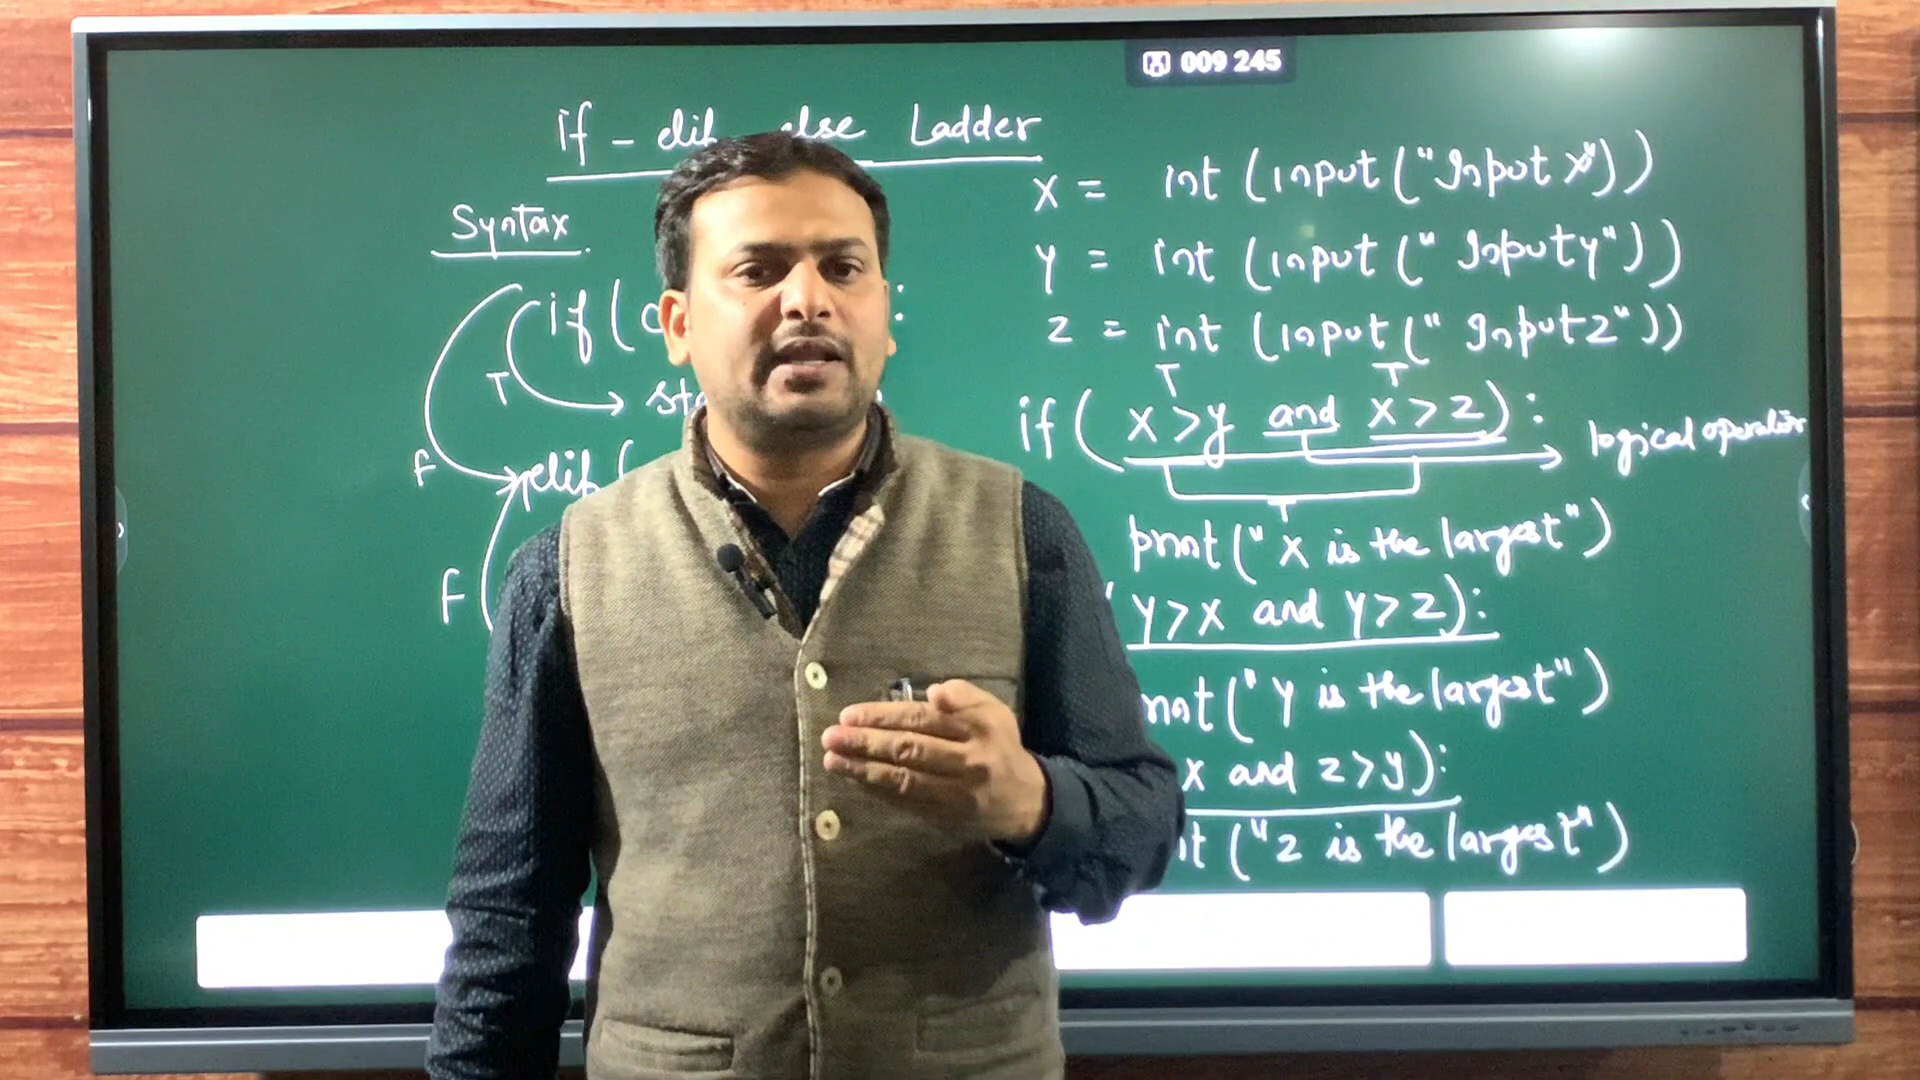 009 245
if - elif else Ladder
Syntax
if (
T
F
elif (
F
x = int (input ("Input x"))
y = int (input (" Input y"))
z = int (input (" Input z"))
T T
if ( x>y and x>z):
logical operator
T
print (" x is the largest")
y>x and y>z):
nt (" y is the largest")
x and z>y):
nt ("z is the largest")